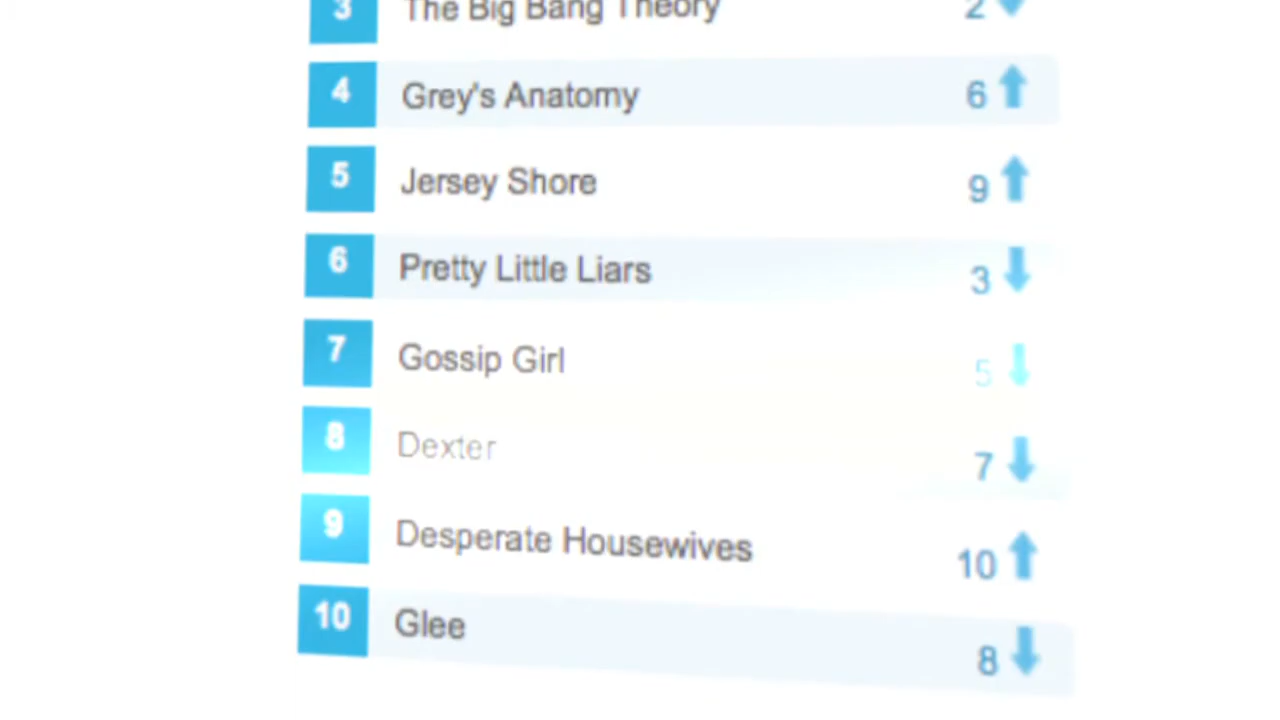 3 The Big Bang Theory 2
4 Grey's Anatomy 6
5 Jersey Shore 9
6 Pretty Little Liars 3
7 Gossip Girl 5
8 Dexter 7
9 Desperate Housewives 10
10 Glee 8